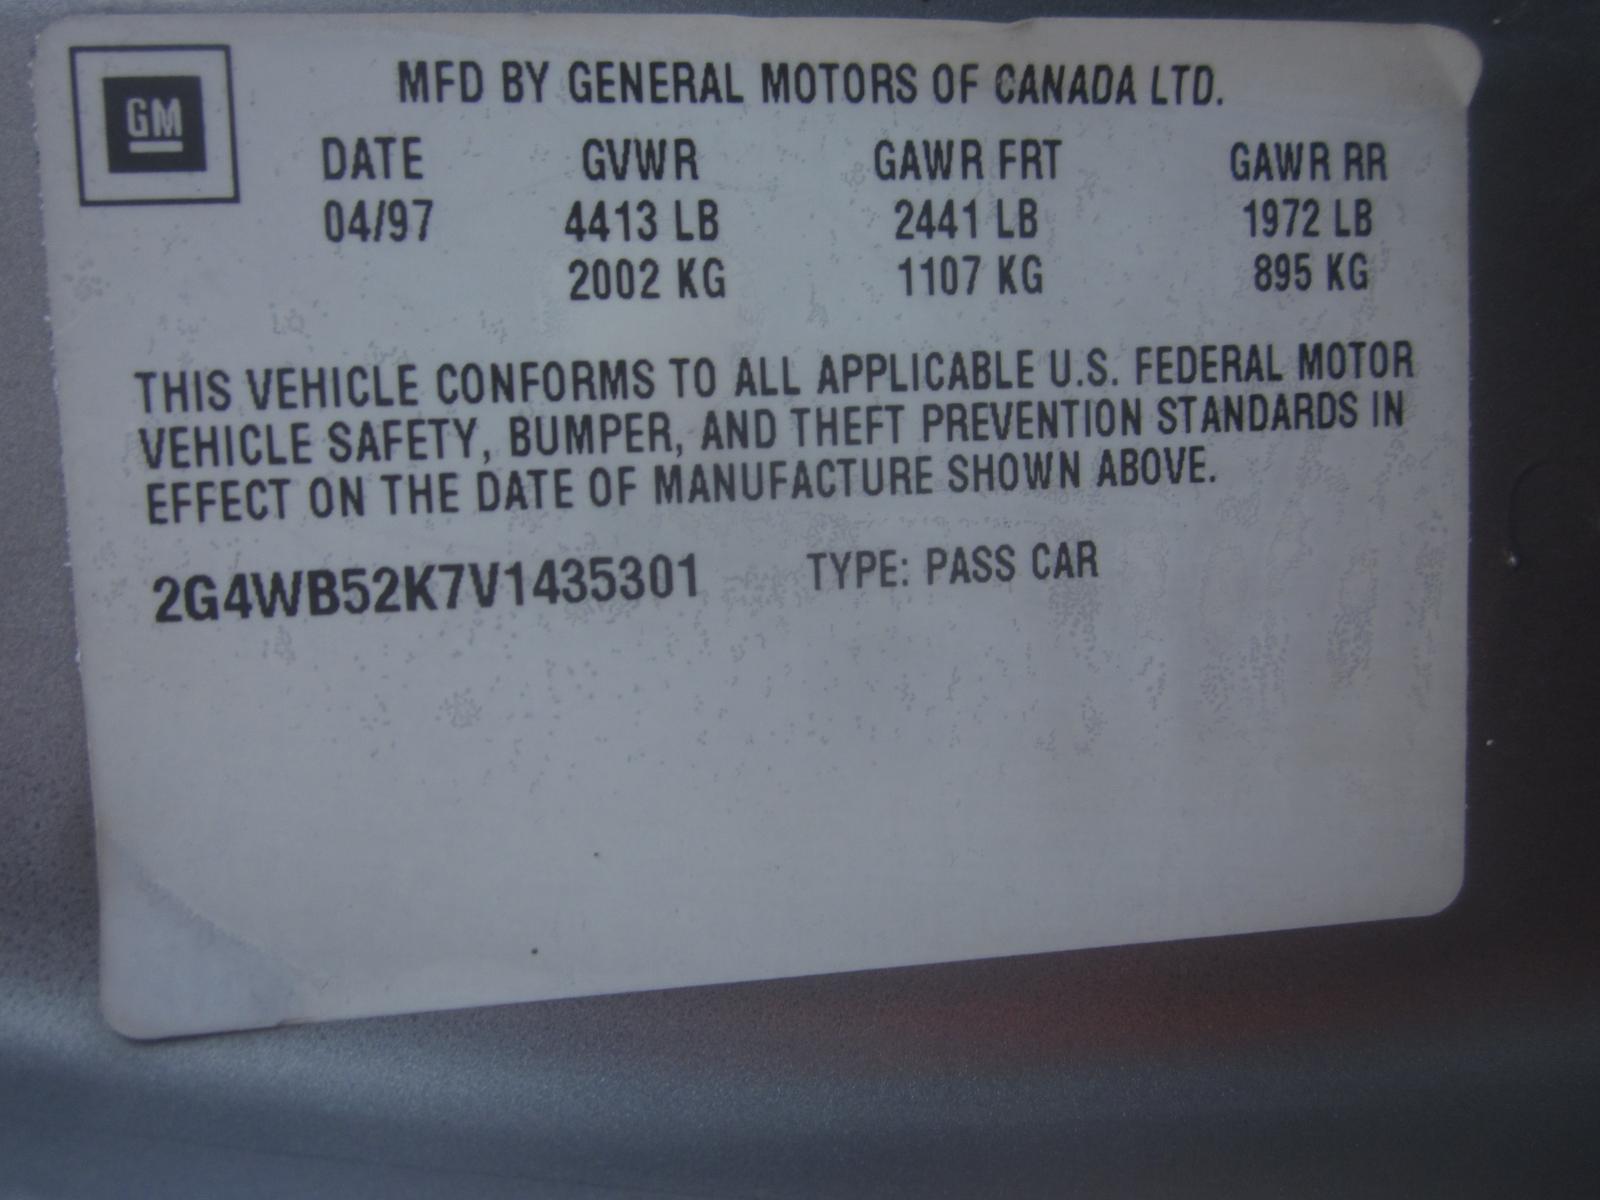 GM
MFD BY GENERAL MOTORS OF CANADA LTD.
DATE GVWR GAWR FRT GAWR RR
04/97 4413 LB 2441 LB 1972 LB
2002 KG 1107 KG 895 KG
THIS VEHICLE CONFORMS TO ALL APPLICABLE U.S. FEDERAL MOTOR
VEHICLE SAFETY, BUMPER, AND THEFT PREVENTION STANDARDS IN
EFFECT ON THE DATE OF MANUFACTURE SHOWN ABOVE.
2G4WB52K7V1435301 TYPE: PASS CAR